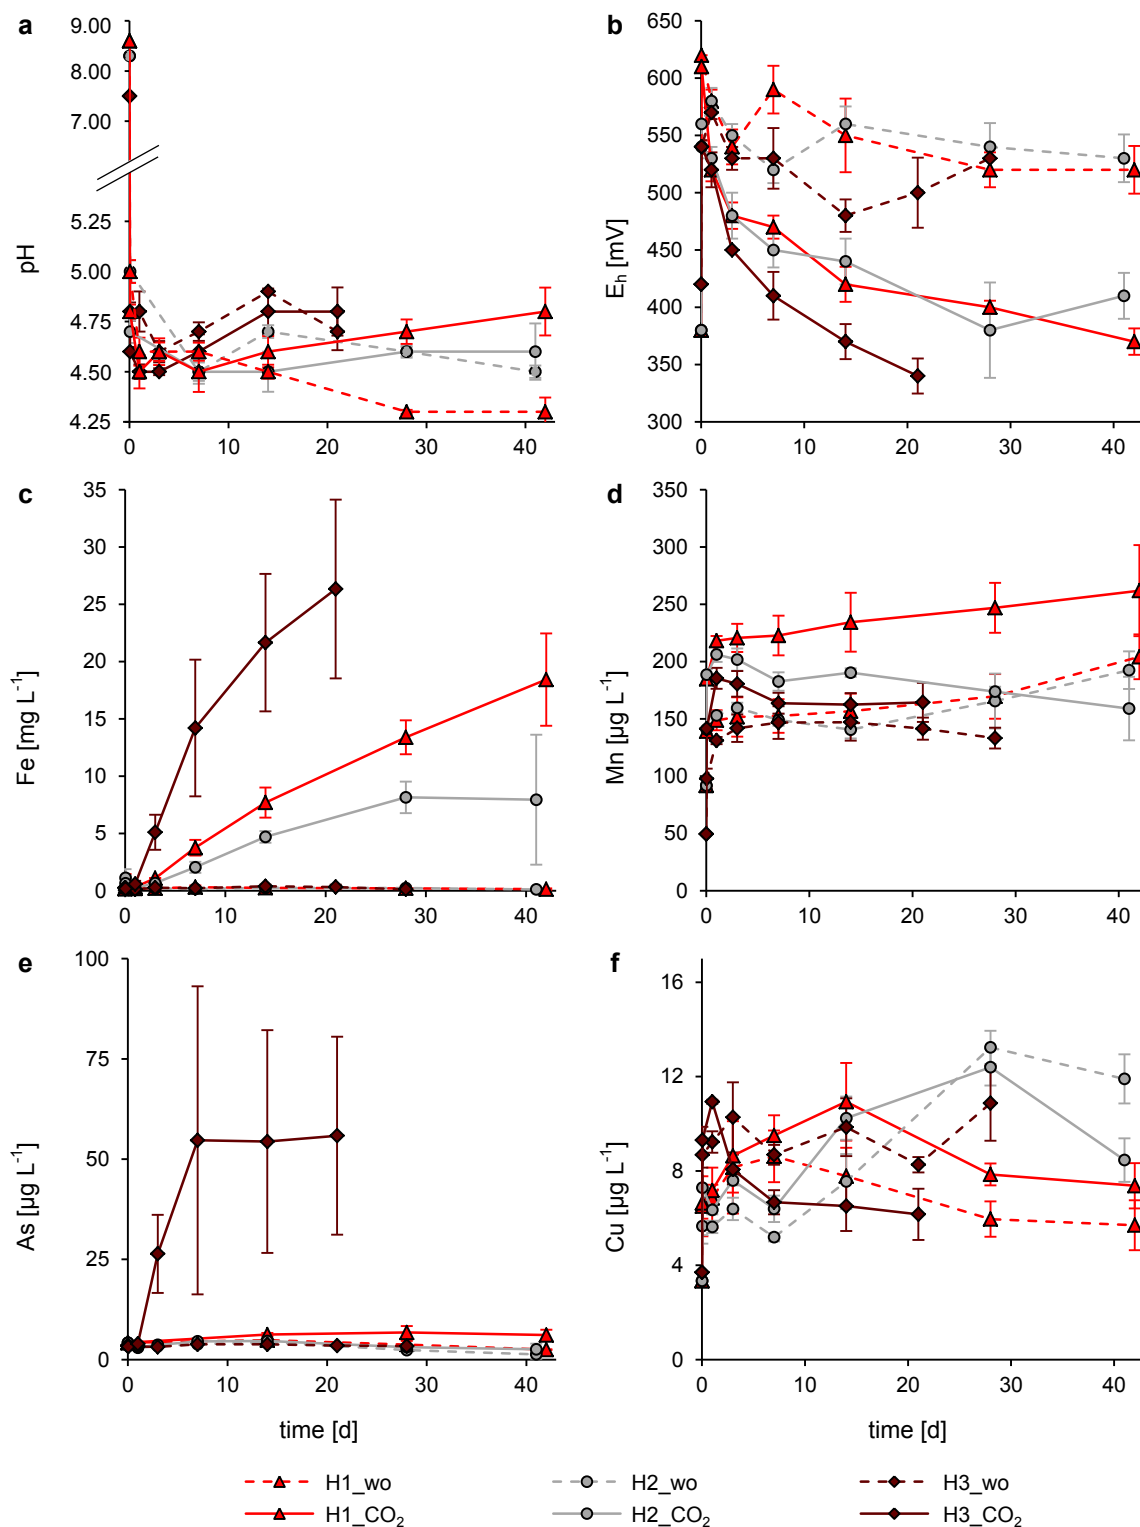 a
9.00
8.00
7.00
5.25
5.00
4.75
4.50
4.25
pH
0 10 20 30 40
b
650
600
550
500
450
400
350
300
Eh [mV]
0 10 20 30 40
c
35
30
25
20
15
10
5
0
Fe [mg L⁻¹]
0 10 20 30 40
d
350
300
250
200
150
100
50
0
Mn [µg L⁻¹]
0 10 20 30 40
e
100
75
50
25
0
As [µg L⁻¹]
0 10 20 30 40
time [d]
f
16
12
8
4
0
Cu [µg L⁻¹]
0 10 20 30 40
time [d]
H1_wo H2_wo H3_wo
H1_CO₂ H2_CO₂ H3_CO₂